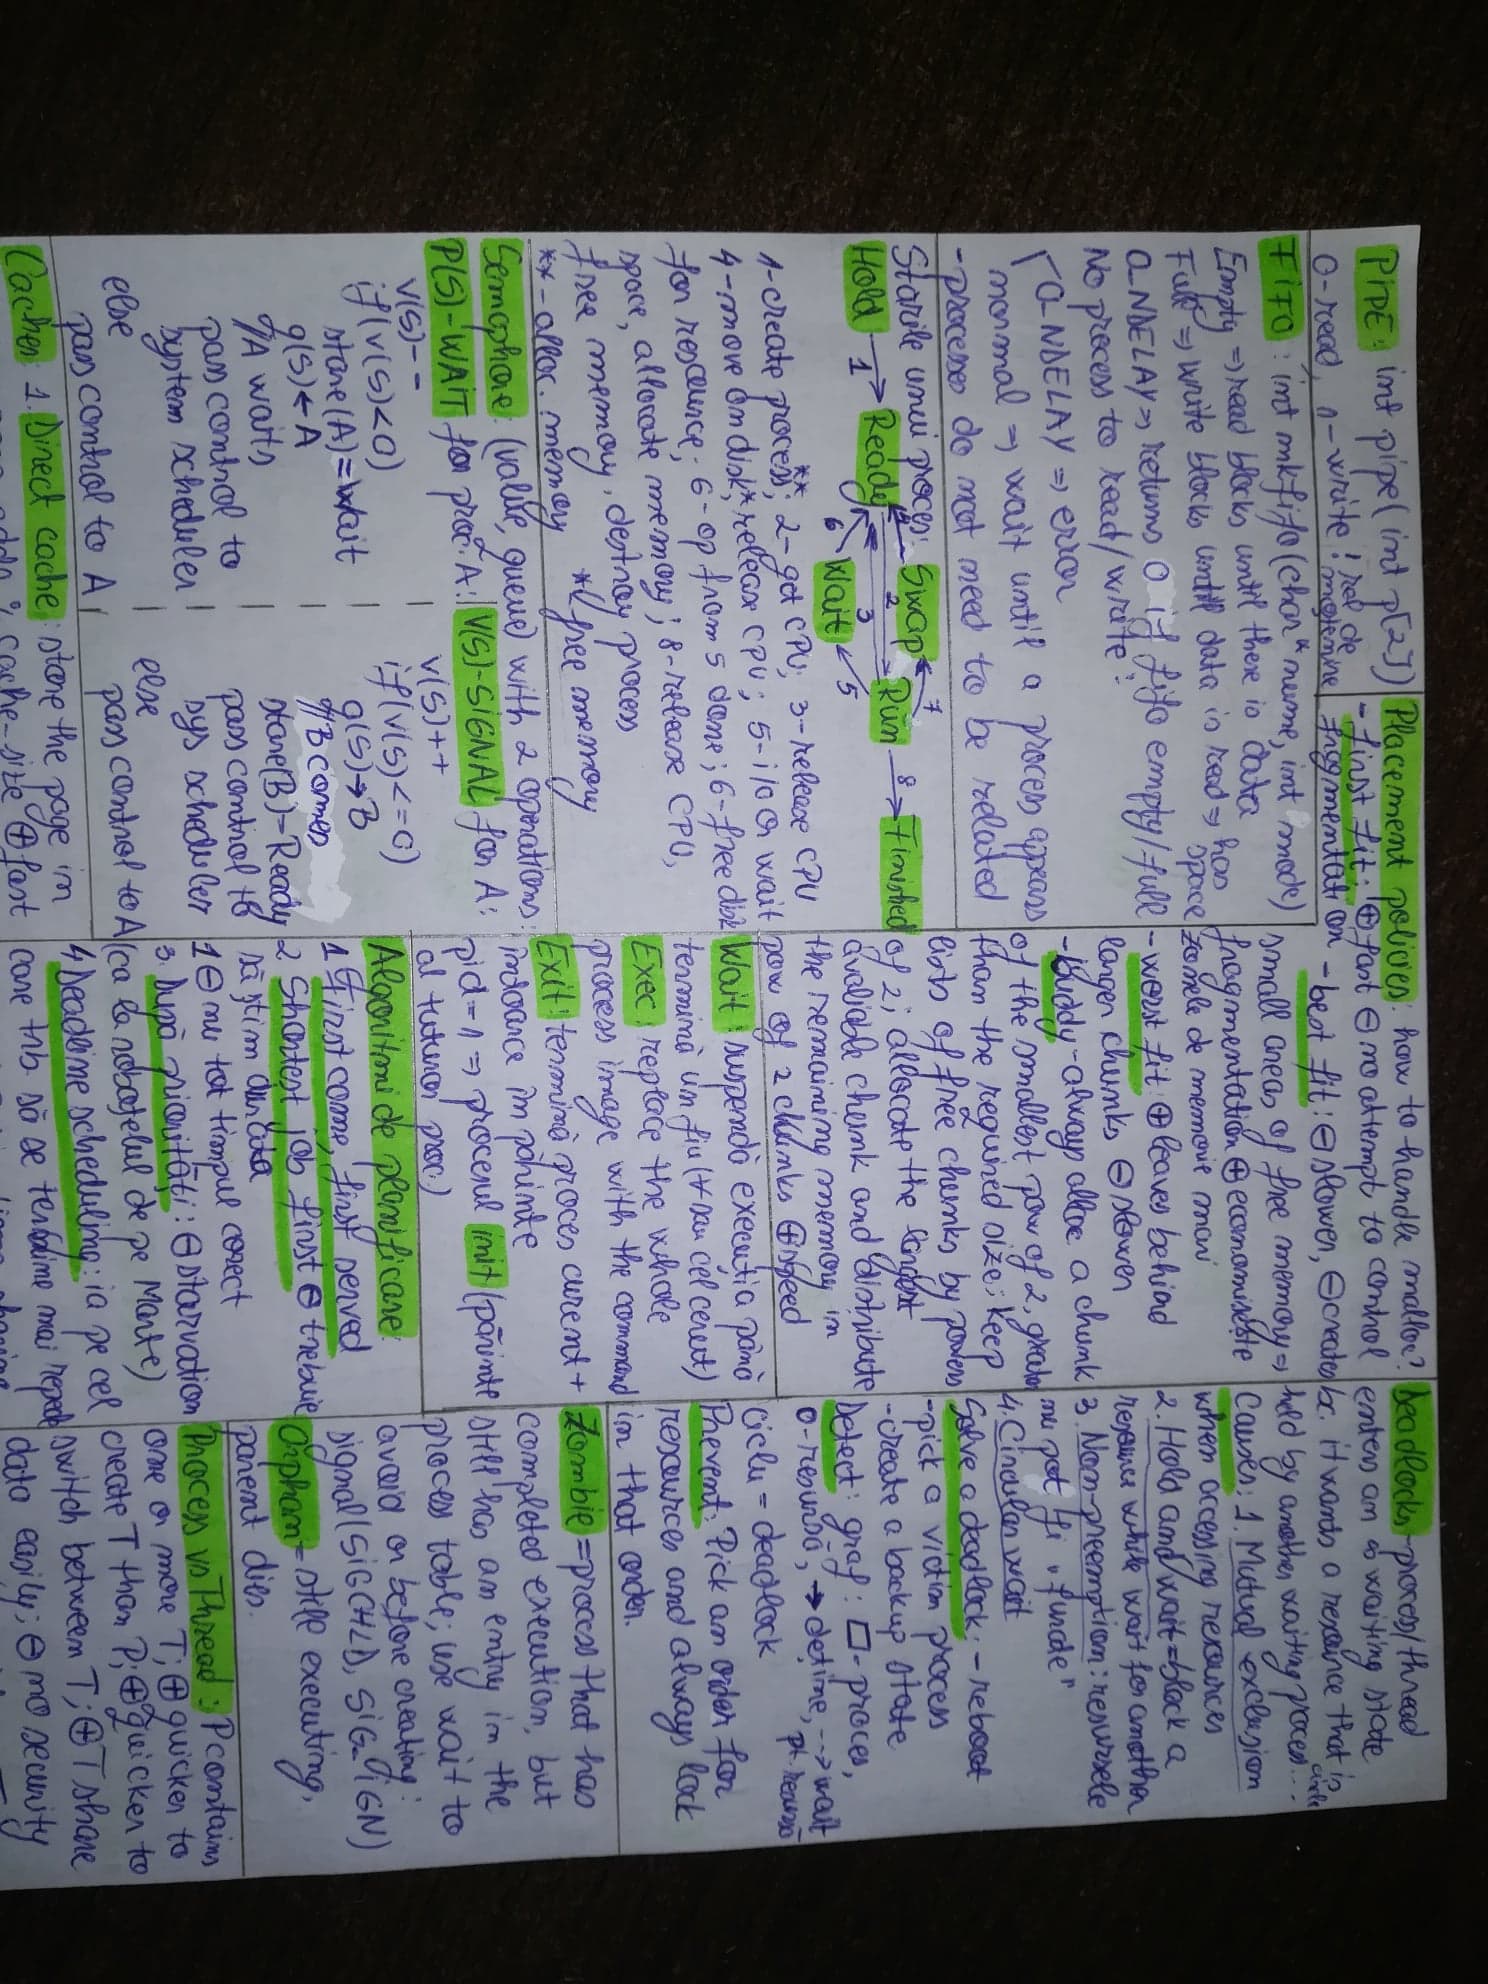 PIPE: int pipe(int p[2])
0-read, 1-write! rel de
moștenire
FIFO: int mkfifo(char* nume, int mode)
Empty => read blocks until there is data
Full => write blocks until data is read => has
space
O_NDELAY => returns 0 if fifo empty/full
No process to read/write:
O_NDELAY => error
normal => wait until a process appears
-processes do not need to be related
Stările unui proces:
Swap
7
Hold
1
Ready
4
2
3
Run
8
Finished
6
Wait
5
1-create process**; 2-get CPU; 3-release CPU
4-move on disk*, release CPU; 5-i/o or wait
for resource; 6-op from 5 done; 6-free disk
space, allocate memory; 8-release CPU,
free memory, destroy process
*free memory
**-alloc. memory
Semaphore: (value, queue) with 2 operations:
P(S)-WAIT for proc. A:
v(S)--
if(v(S)<0)
stare(A)=Wait
q(S)←A
//A waits
pass control to
system scheduler
else
pass control to A
V(S)-SIGNAL for A:
v(S)++
if(v(S)<=0)
q(S)→B
//B comes
stare(B)=Ready
pass control to
sys scheduler
else
pass control to A
Caches: 1. Direct cache: store the page in
addr % cache_size ⊕fast
Placement policies: how to handle malloc?
-first fit: ⊕fast ⊖no attempt to control
fragmentation
-best fit: ⊖slower, ⊖creates
small areas of free memory =>
fragmentation ⊕economisește
zonele de memorie mari
-worst fit: ⊕leaves behind
larger chunks ⊖slower
-buddy-always alloc a chunk
of the smallest pow of 2, greater
than the required size; keep
lists of free chunks by powers
of 2; allocate the largest
avaliable chunk and distribute
the remaining memory in
pow of 2 chunks ⊕speed
Wait: suspendă execuția până
termină un fiu (∀ sau cel cerut)
Exec: replace the whole
process image with the command
Exit: termină proces curent +
întoarce în părinte
pid=1 => procesul init (părinte
al tuturor proc.)
Algoritmi de planificare:
1 First come, first served
2 Shortest job first ⊖ trebuie
să știm durata
1 ⊖ nu tot timpul corect
3. După priorități: ⊖starvation
(ca la roboțelul de pe Marte)
4 Deadline scheduling: ia pe cel
care trb. să se termine mai repede
Deadlocks-process/thread
enters an ∞ waiting state
bc. it wants a resource that is
held by another waiting proces...
circle
Causes: 1. Mutual exclusion
when accessing resources
2. Hold and wait=block a
resource while wait for another
3. Non-preemption: resursele
nu pot fi „furate”
4. Circular wait
Solve a deadlock: -reboot
-pick a victim process
-create a backup state
Detect: graf: □-proces,
o-resursă, → deține, --> wait
pt. resursă
ciclu = deadlock
Prevent: Pick an order for
resources and always lock
in that order.
Zombie=process that has
completed execution, but
still has an entry in the
process table; use wait to
avoid or before creating:
signal(SIGCHLD, SIG_IGN)
Orphan=still executing,
parent dies.
Process vs Thread: P contains
one or more T; ⊕quicker to
create T than P; ⊕quicker to
switch between T; ⊕T share
data easily; ⊖no security